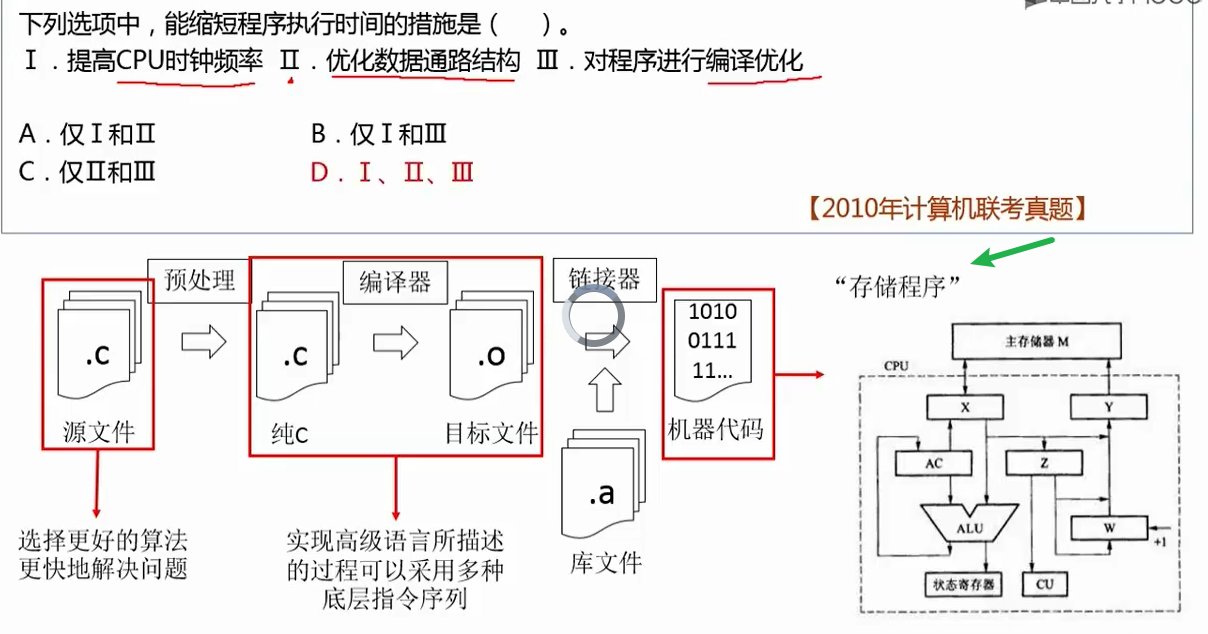 下列选项中，能缩短程序执行时间的措施是（    ）。
Ⅰ．提高CPU时钟频率  Ⅱ．优化数据通路结构  Ⅲ．对程序进行编译优化
A．仅Ⅰ和Ⅱ  B．仅Ⅰ和Ⅲ
C．仅Ⅱ和Ⅲ  D．Ⅰ、Ⅱ、Ⅲ
【2010年计算机联考真题】
预处理
编译器
链接器
“存储程序”
.c
.c
.o
1010
0111
11...
源文件
纯C
目标文件
机器代码
.a
库文件
选择更好的算法
更快地解决问题
实现高级语言所描述
的过程可以采用多种
底层指令序列
主存储器 M
CPU
X
Y
AC
Z
ALU
W
+1
状态寄存器
CU